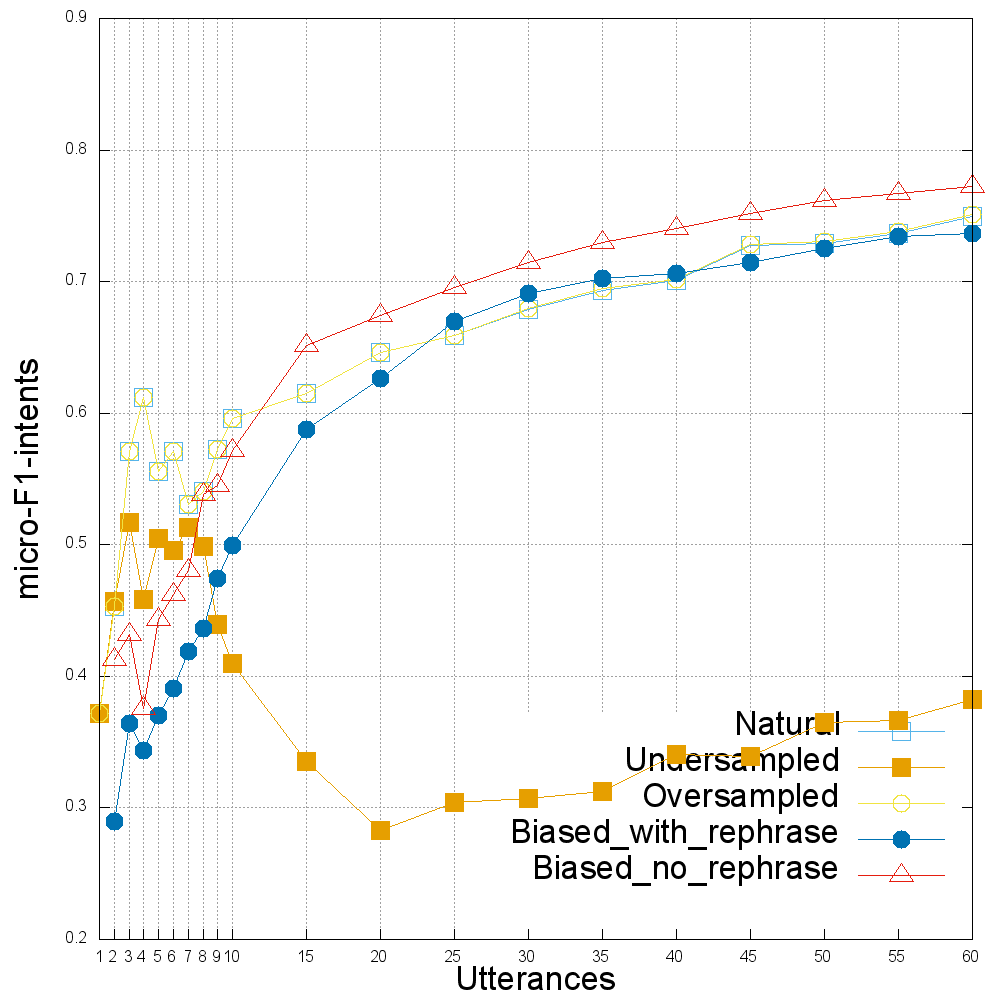 0.9
0.8
0.7
0.6
0.5
0.4
0.3
0.2
micro-F1-intents
Natural
Undersampled
Oversampled
Biased_with_rephrase
Biased_no_rephrase
1 2 3 4 5 6 7 8 9 10 15 20 25 30 35 40 45 50 55 60
Utterances